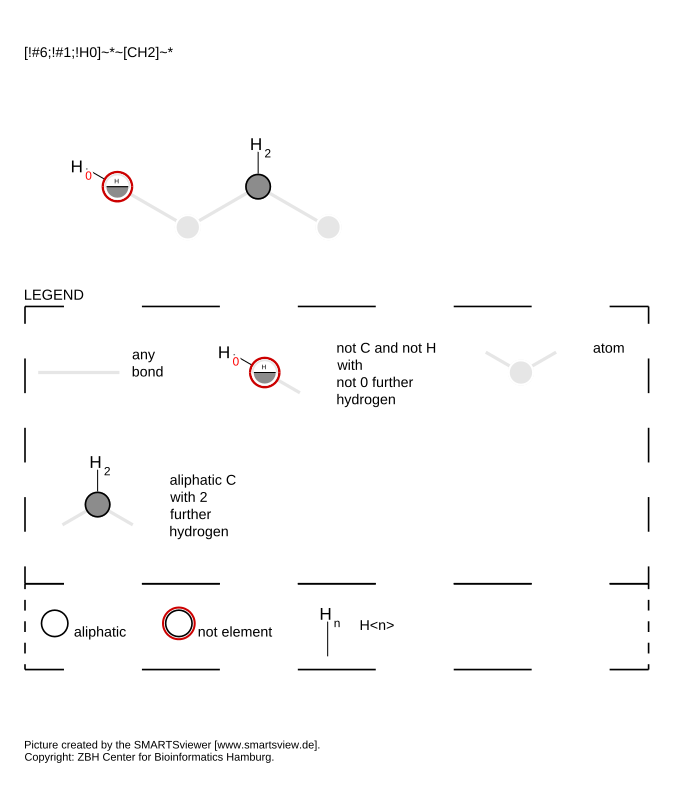 [!#6;!#1;!H0]~*~[CH2]~*
H 2
H 0
H
LEGEND
any
bond
H 0
H
not C and not H
with
not 0 further
hydrogen
atom
H 2
aliphatic C
with 2
further
hydrogen
aliphatic
not element
H n
H<n>
Picture created by the SMARTSviewer [www.smartsview.de].
Copyright: ZBH Center for Bioinformatics Hamburg.